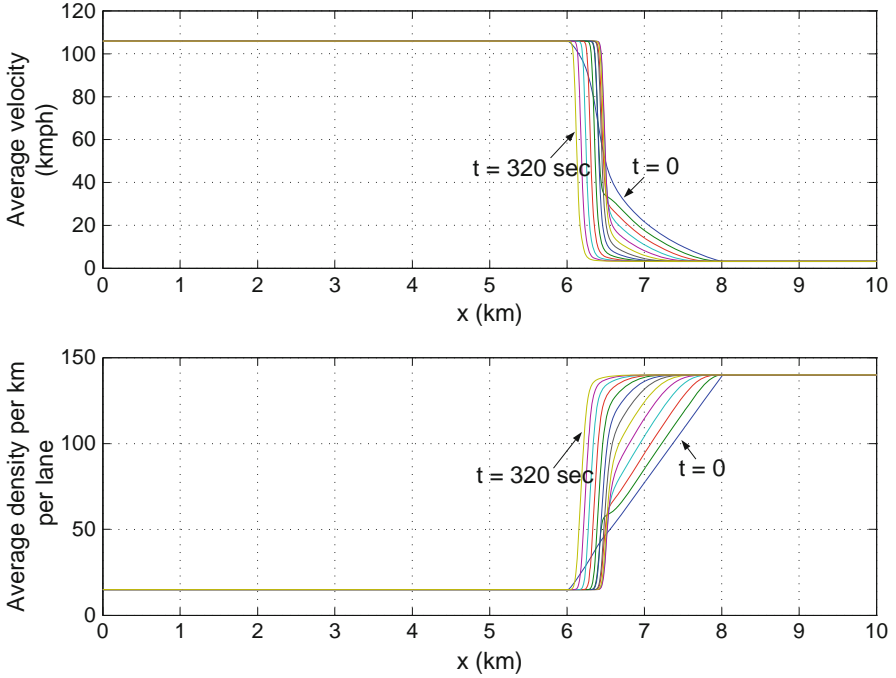 120
100
80
60
40
20
0
Average velocity
(kmph)
t = 320 sec
t = 0
0 1 2 3 4 5 6 7 8 9 10
x (km)
150
100
50
0
Average density per km
per lane
t = 320 sec
t = 0
0 1 2 3 4 5 6 7 8 9 10
x (km)